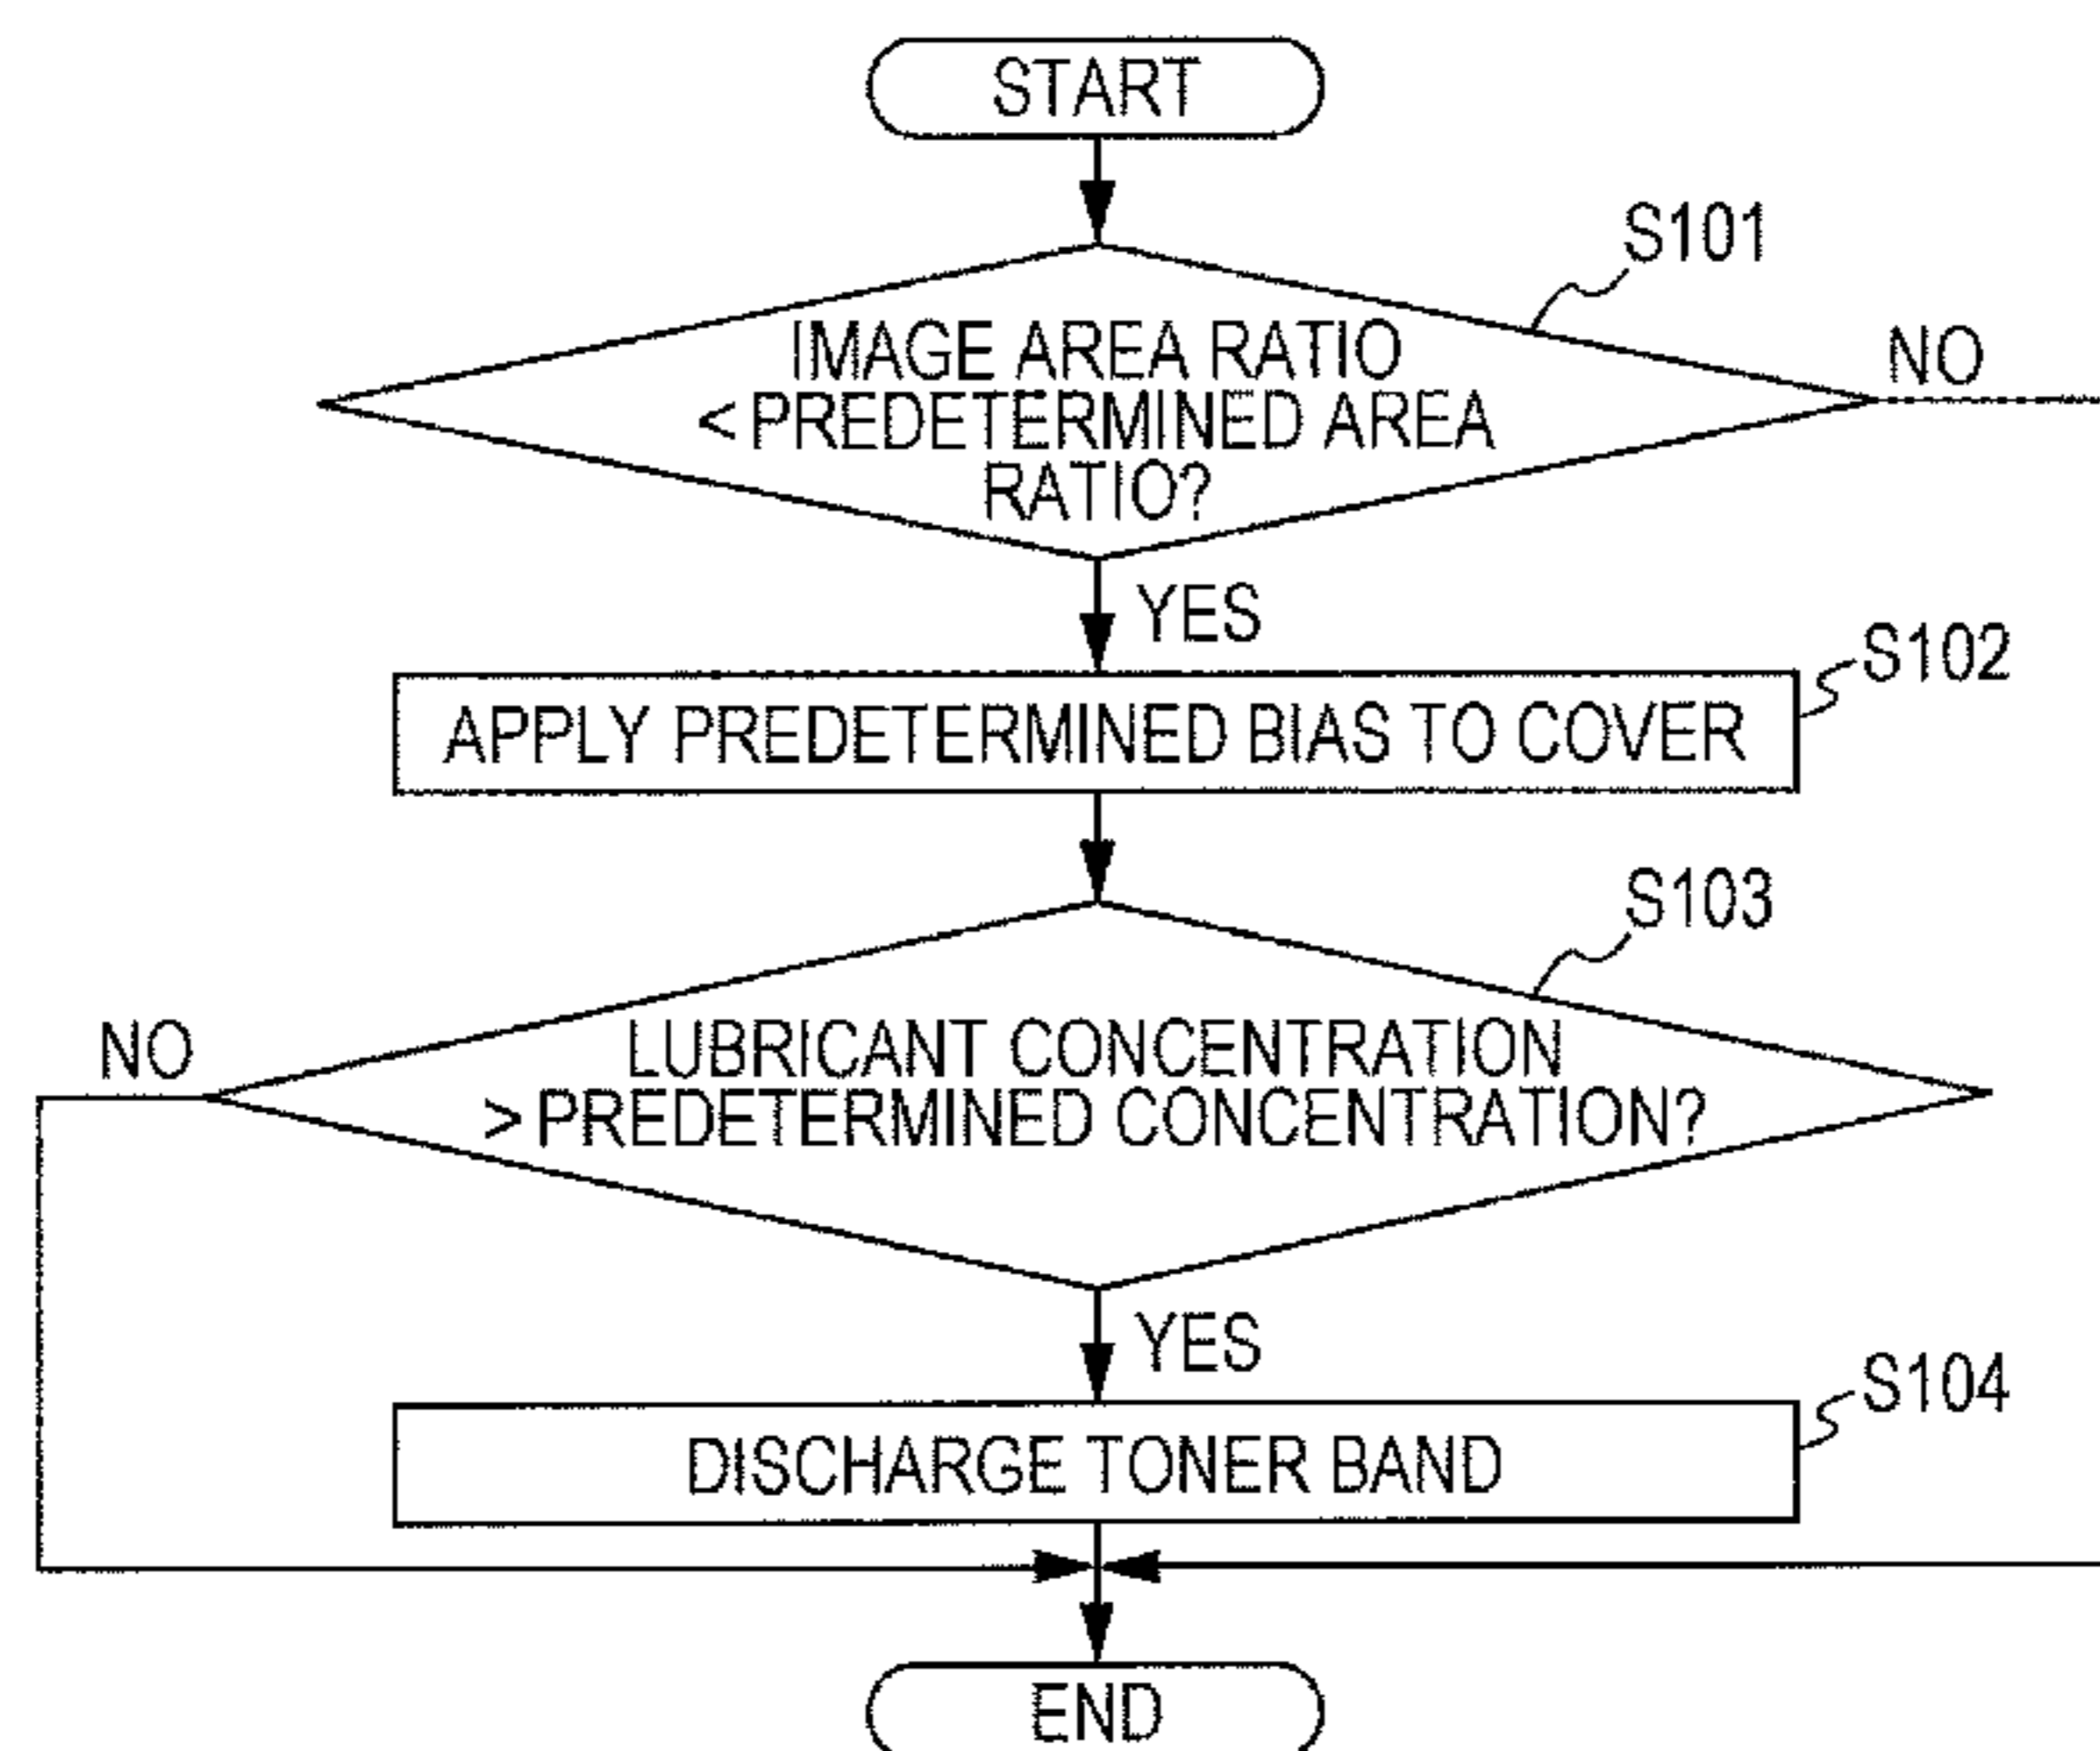 START
S101
IMAGE AREA RATIO
< PREDETERMINED AREA
RATIO?
NO
YES
S102
APPLY PREDETERMINED BIAS TO COVER
S103
NO
LUBRICANT CONCENTRATION
> PREDETERMINED CONCENTRATION?
YES
S104
DISCHARGE TONER BAND
END